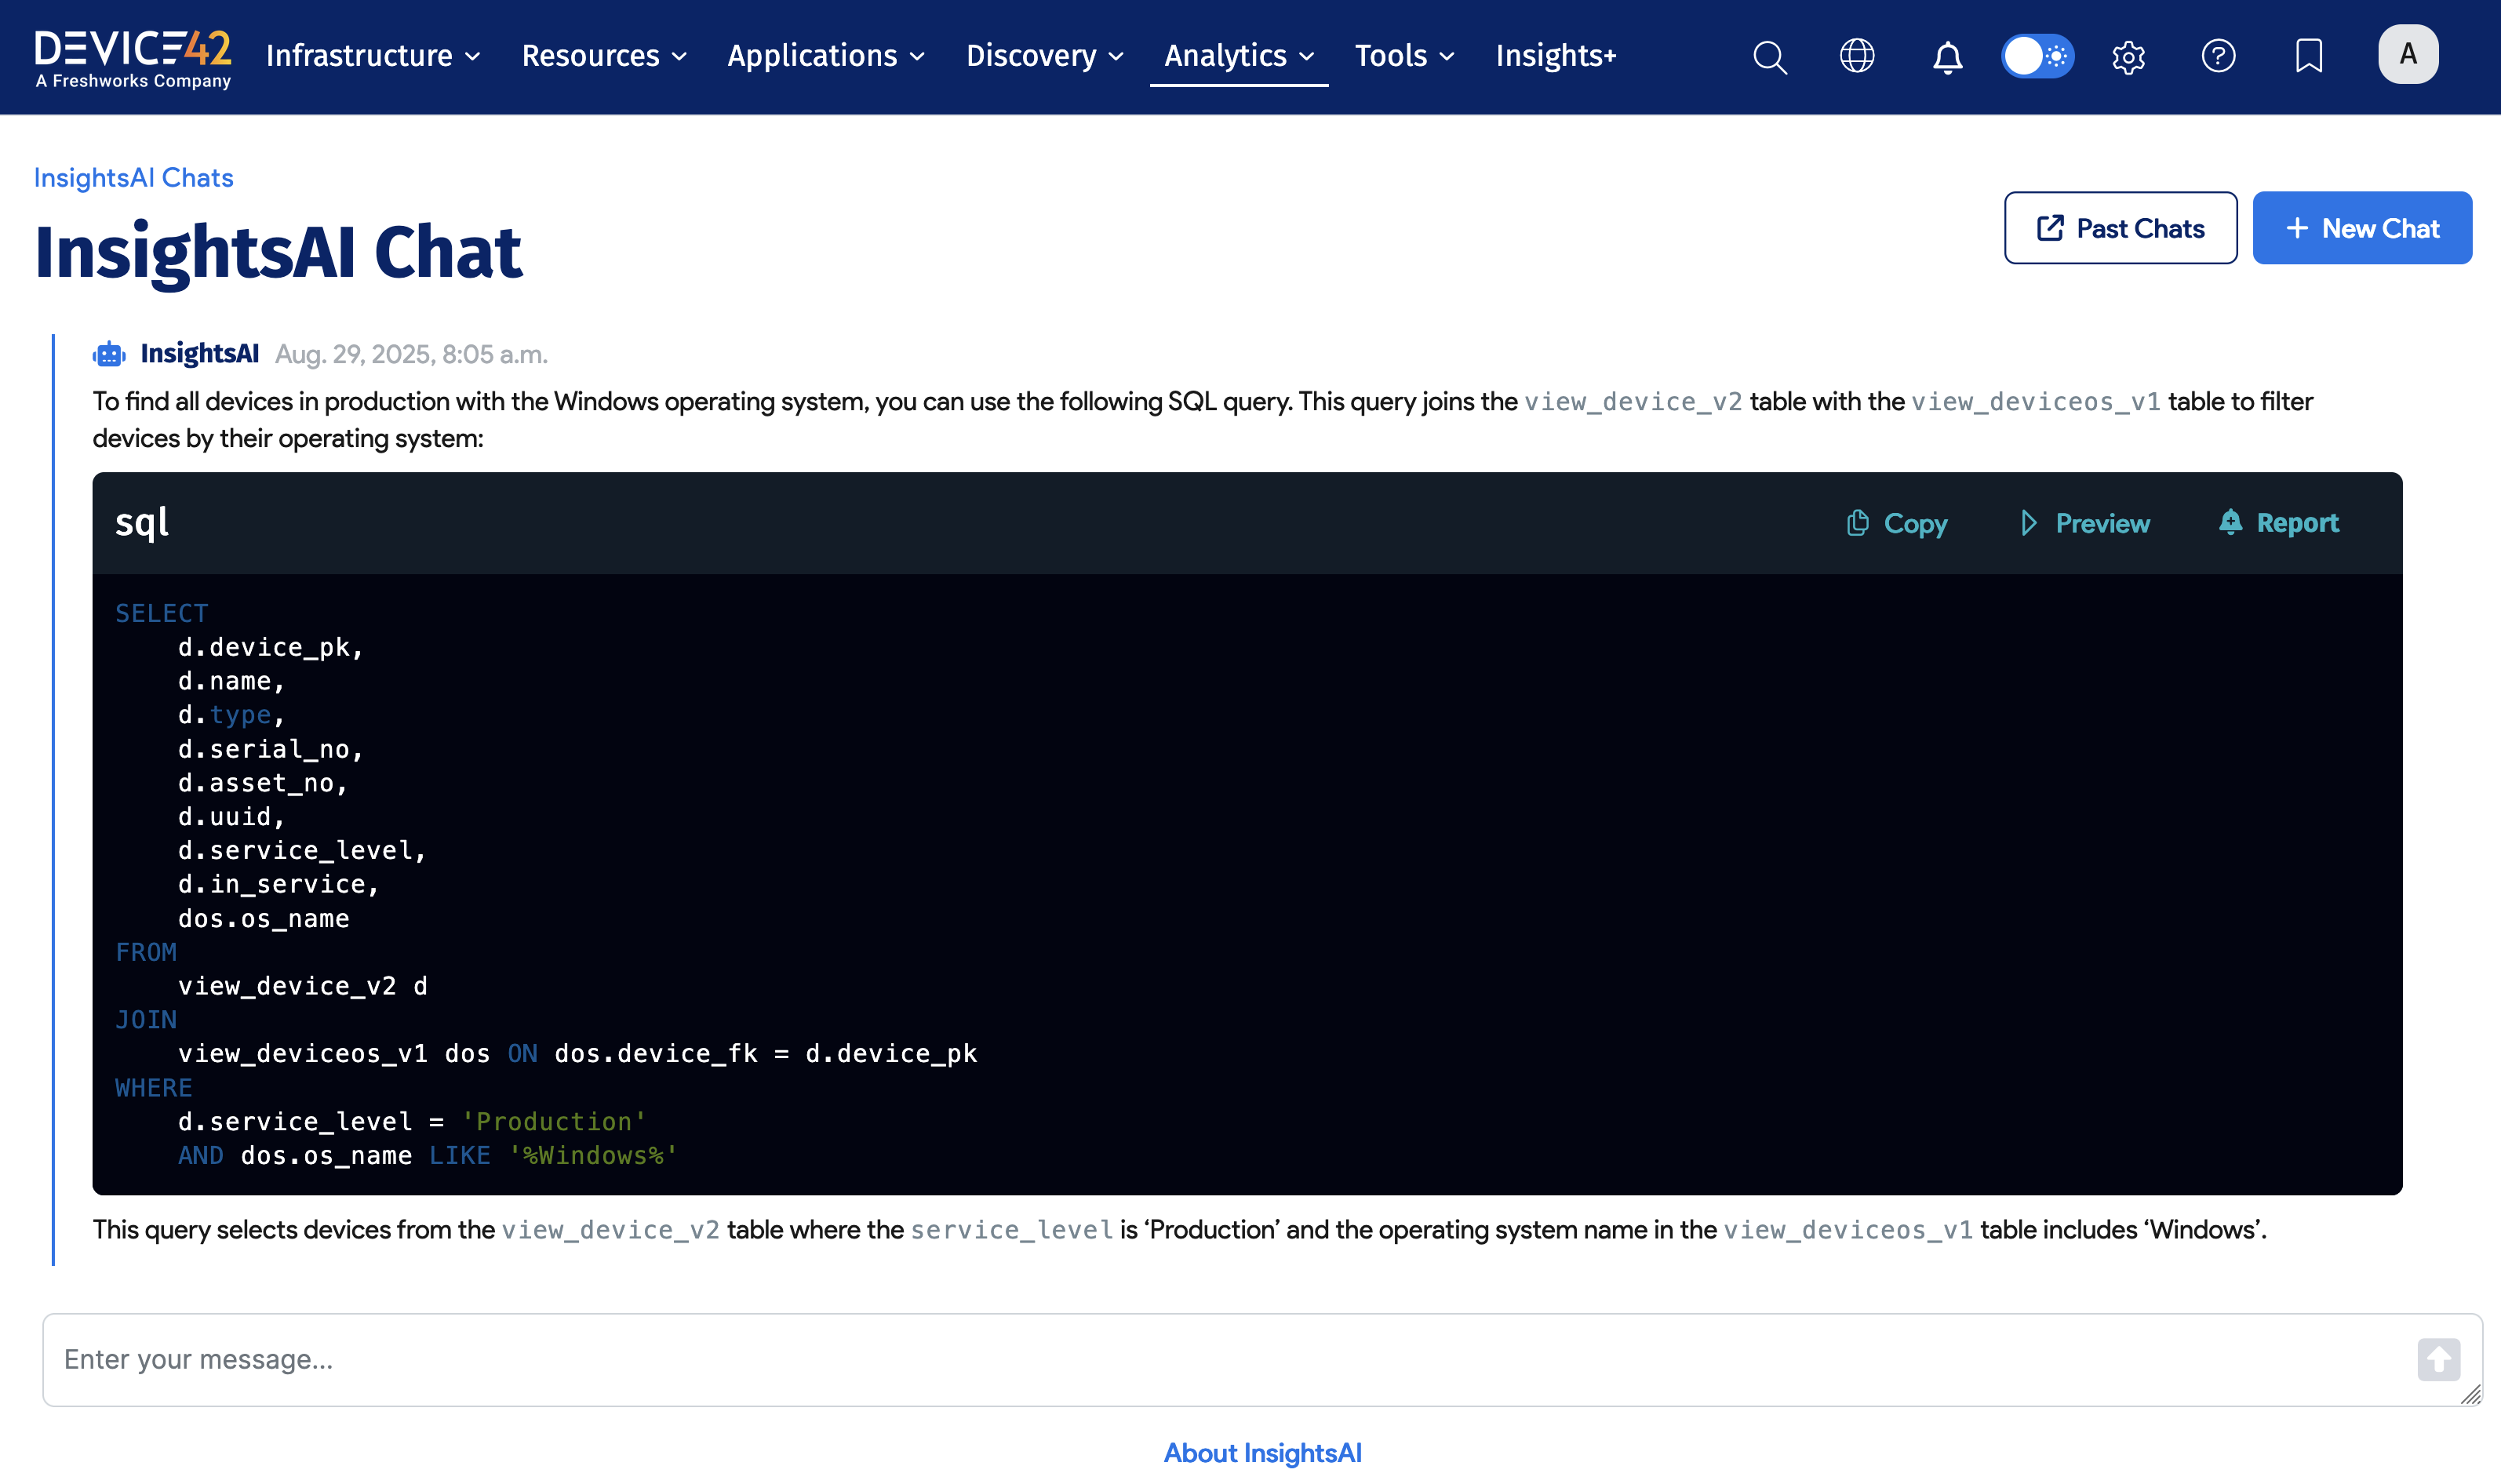 DEVICE42
A Freshworks Company
Infrastructure Resources Applications Discovery Analytics Tools Insights+
A
InsightsAI Chats
InsightsAI Chat
Past Chats
New Chat
InsightsAI Aug. 29, 2025, 8:05 a.m.
To find all devices in production with the Windows operating system, you can use the following SQL query. This query joins the view_device_v2 table with the view_deviceos_v1 table to filter
devices by their operating system:
sql
Copy Preview Report
SELECT
    d.device_pk,
    d.name,
    d.type,
    d.serial_no,
    d.asset_no,
    d.uuid,
    d.service_level,
    d.in_service,
    dos.os_name
FROM
    view_device_v2 d
JOIN
    view_deviceos_v1 dos ON dos.device_fk = d.device_pk
WHERE
    d.service_level = 'Production'
    AND dos.os_name LIKE '%Windows%'
This query selects devices from the view_device_v2 table where the service_level is ‘Production’ and the operating system name in the view_deviceos_v1 table includes ‘Windows’.
Enter your message...
About InsightsAI